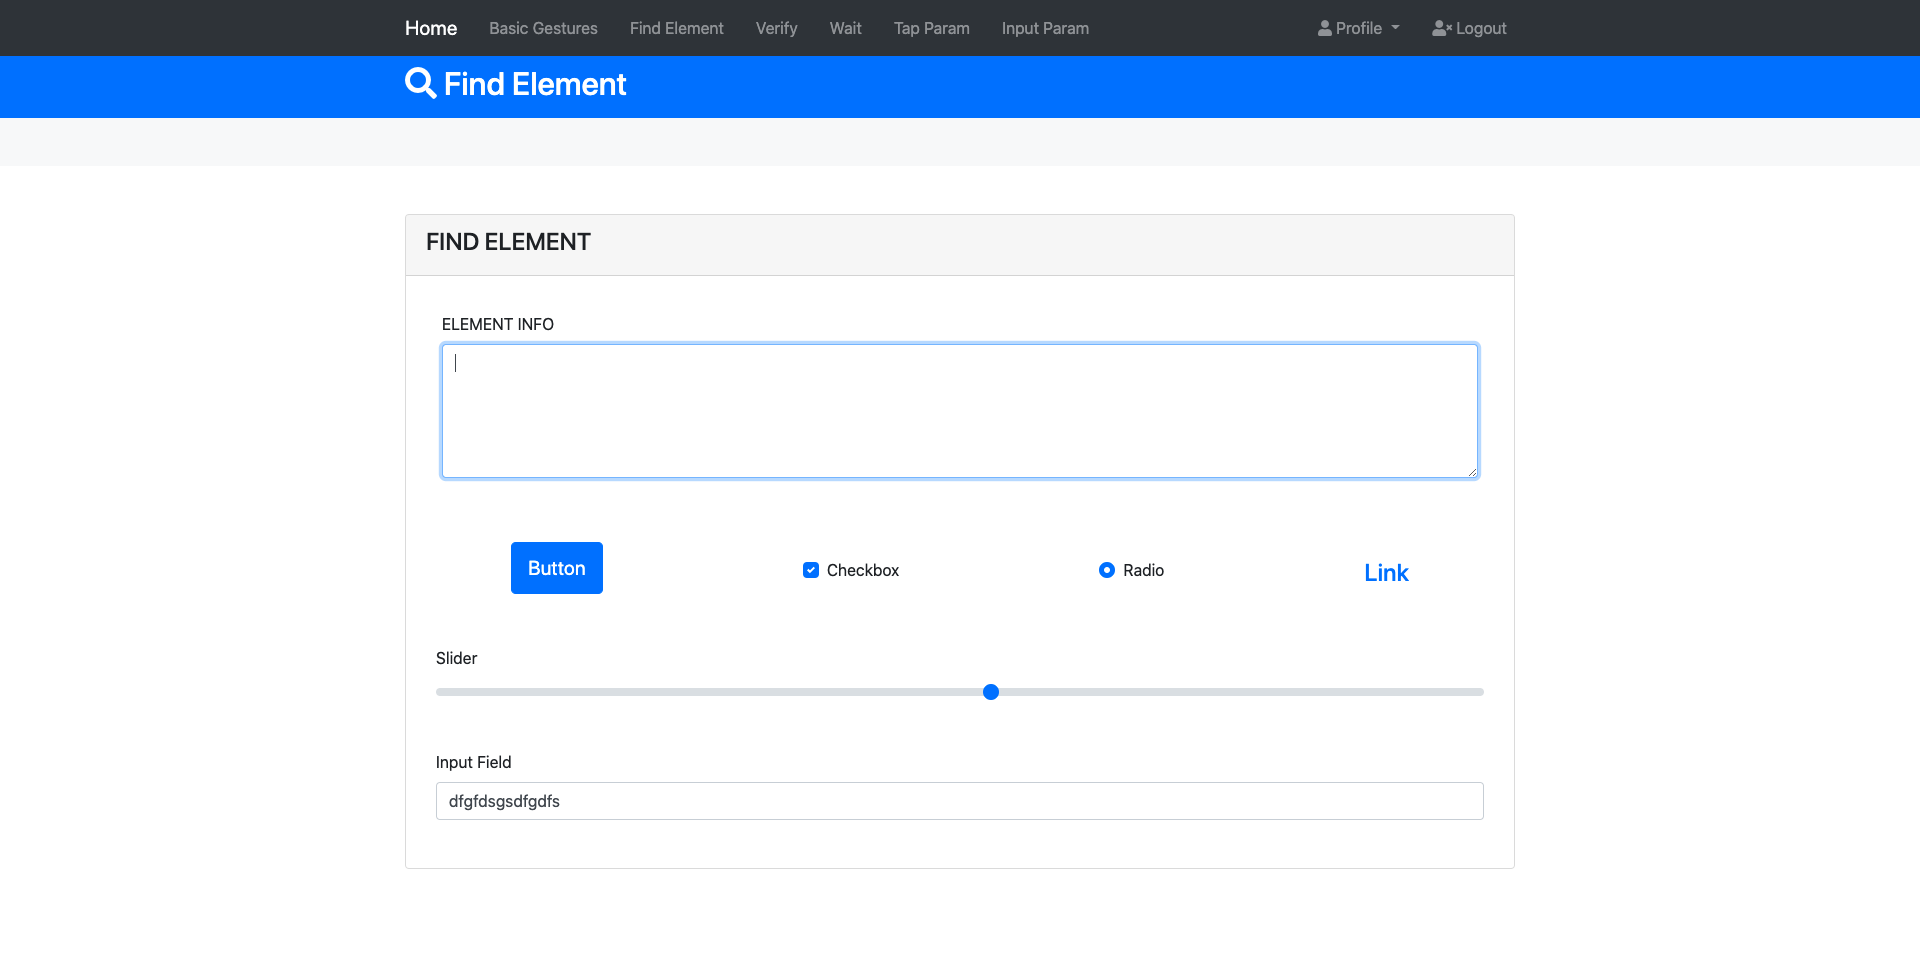 Home Basic Gestures Find Element Verify Wait Tap Param Input Param Profile Logout
Find Element
FIND ELEMENT
ELEMENT INFO
Button Checkbox Radio Link
Slider
Input Field
dfgfdsgsdfgdfs